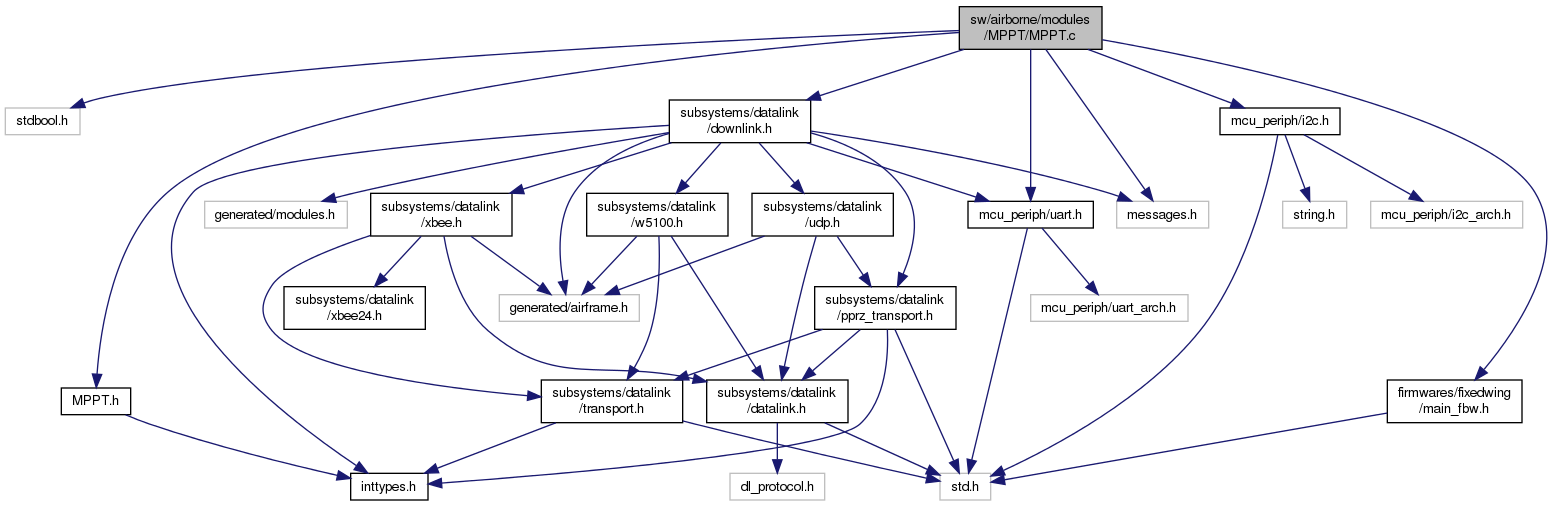 sw/airborne/modules
/MPPT/MPPT.c
stdbool.h
subsystems/datalink
/downlink.h
mcu_periph/i2c.h
generated/modules.h
subsystems/datalink
/xbee.h
subsystems/datalink
/w5100.h
subsystems/datalink
/udp.h
mcu_periph/uart.h
messages.h
string.h
mcu_periph/i2c_arch.h
subsystems/datalink
/xbee24.h
generated/airframe.h
subsystems/datalink
/pprz_transport.h
mcu_periph/uart_arch.h
MPPT.h
subsystems/datalink
/transport.h
subsystems/datalink
/datalink.h
firmwares/fixedwing
/main_fbw.h
inttypes.h
dl_protocol.h
std.h